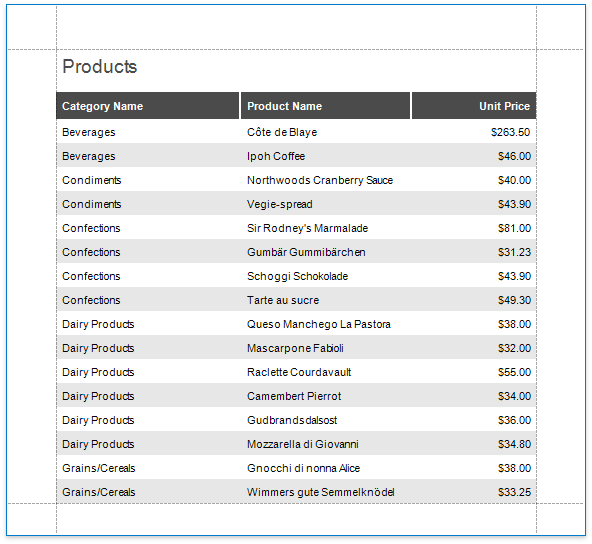 Products
Category Name Product Name Unit Price
Beverages Côte de Blaye $263.50
Beverages Ipoh Coffee $46.00
Condiments Northwoods Cranberry Sauce $40.00
Condiments Vegie-spread $43.90
Confections Sir Rodney's Marmalade $81.00
Confections Gumbär Gummibärchen $31.23
Confections Schoggi Schokolade $43.90
Confections Tarte au sucre $49.30
Dairy Products Queso Manchego La Pastora $38.00
Dairy Products Mascarpone Fabioli $32.00
Dairy Products Raclette Courdavault $55.00
Dairy Products Camembert Pierrot $34.00
Dairy Products Gudbrandsdalsost $36.00
Dairy Products Mozzarella di Giovanni $34.80
Grains/Cereals Gnocchi di nonna Alice $38.00
Grains/Cereals Wimmers gute Semmelknödel $33.25